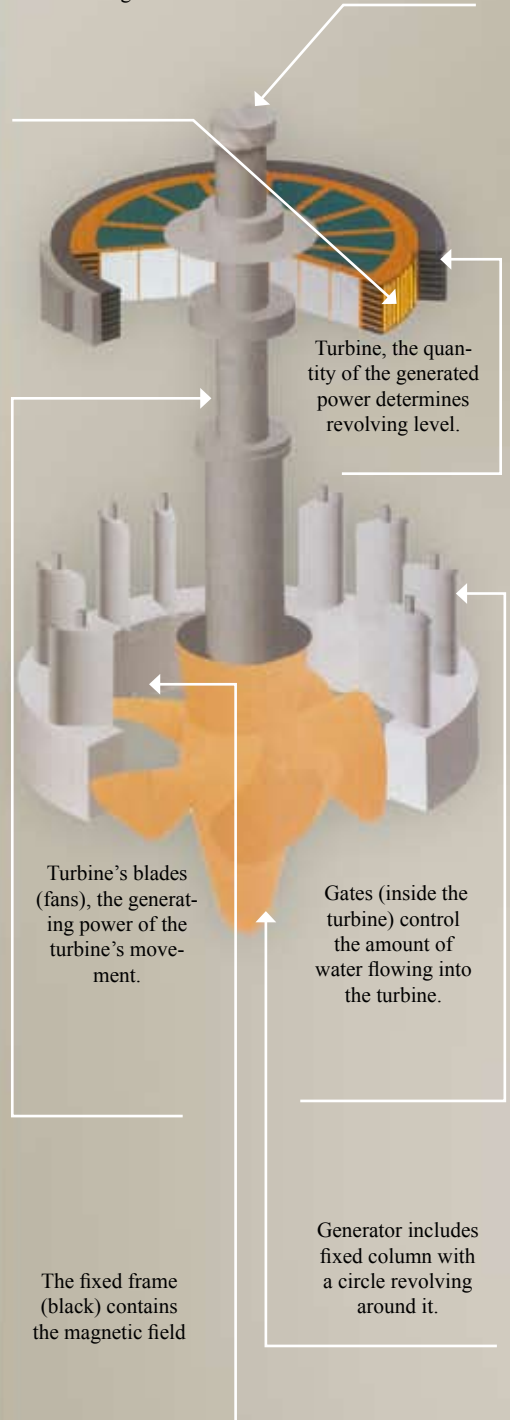 Turbine, the quan-
tity of the generated
power determines
revolving level.
Turbine's blades
(fans), the generat-
ing power of the
turbine's move-
ment.
Gates (inside the
turbine) control
the amount of
water flowing into
the turbine.
Generator includes
fixed column with
a circle revolving
around it.
The fixed frame
(black) contains
the magnetic field